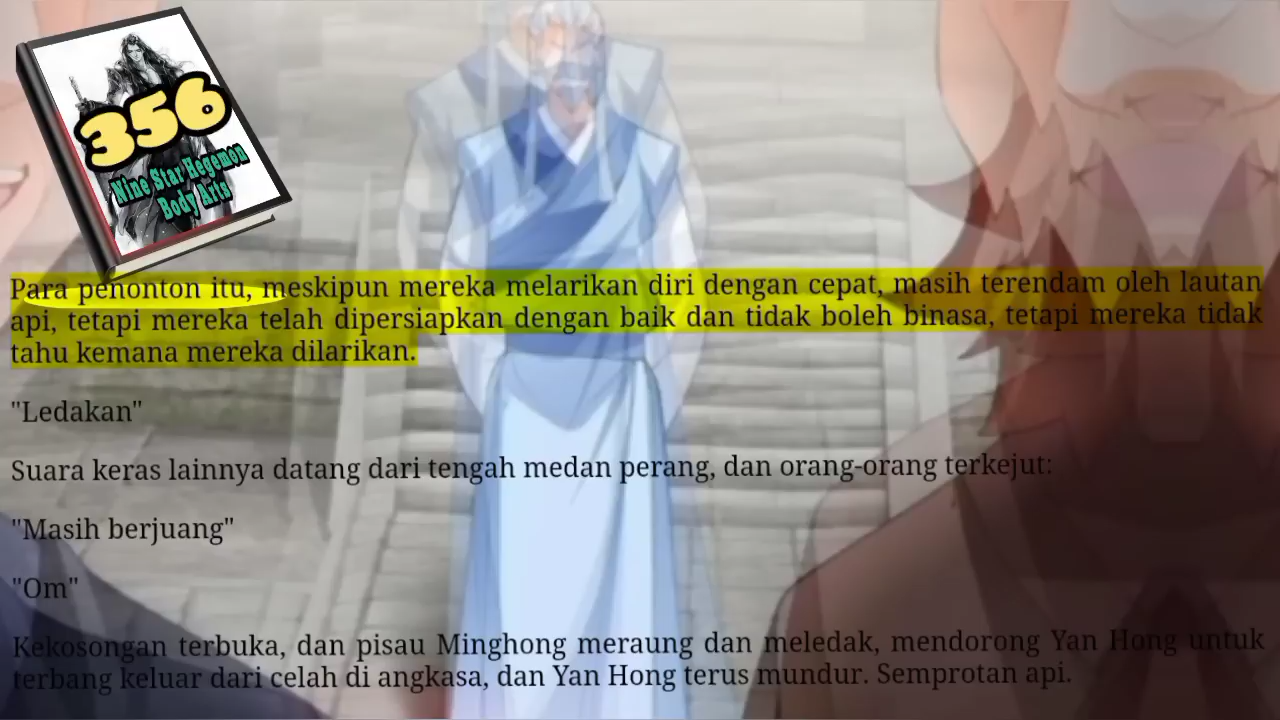 356
Nine Star Hegemon
Body Arts
Para penonton itu, meskipun mereka melarikan diri dengan cepat, masih terendam oleh lautan
api, tetapi mereka telah dipersiapkan dengan baik dan tidak boleh binasa, tetapi mereka tidak
tahu kemana mereka dilarikan.
"Ledakan"
Suara keras lainnya datang dari tengah medan perang, dan orang-orang terkejut:
"Masih berjuang"
"Om"
Kekosongan terbuka, dan pisau Minghong meraung dan meledak, mendorong Yan Hong untuk
terbang keluar dari celah di angkasa, dan Yan Hong terus mundur. Semprotan api.